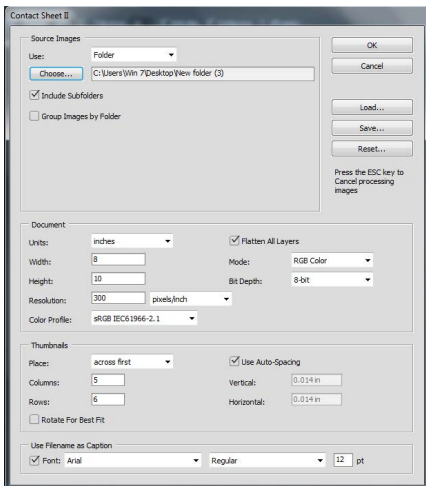 Contact Sheet II
Source Images
Use: Folder
Choose... C:\Users\Win 7\Desktop\New folder (3)
Include Subfolders
Group Images by Folder
OK
Cancel
Load...
Save...
Reset...
Press the ESC key to
Cancel processing
images
Document
Units: inches Flatten All Layers
Width: 8 Mode: RGB Color
Height: 10 Bit Depth: 8-bit
Resolution: 300 pixels/inch
Color Profile: sRGB IEC61966-2.1
Thumbnails
Place: across first Use Auto-Spacing
Columns: 5 Vertical: 0.014 in
Rows: 6 Horizontal: 0.014 in
Rotate For Best Fit
Use Filename as Caption
Font: Arial Regular 12 pt